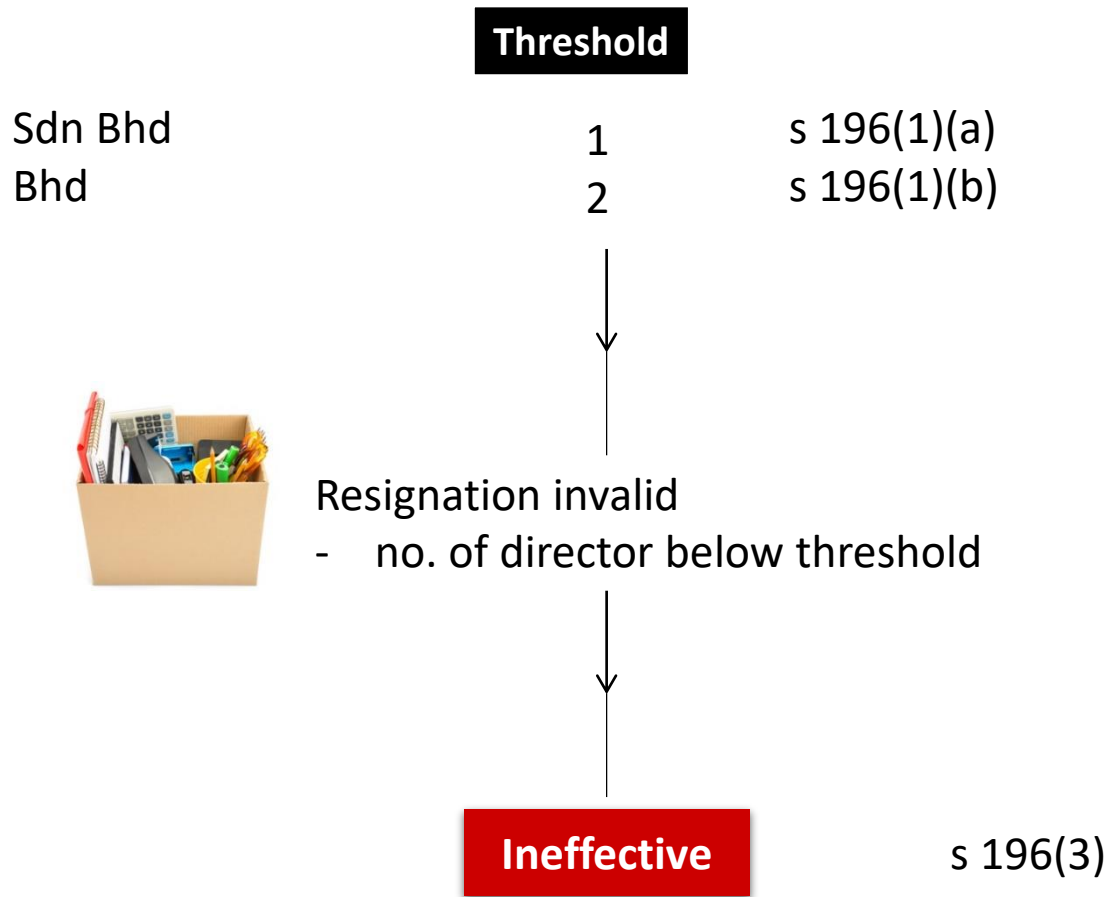 Threshold
Sdn Bhd 1 s 196(1)(a)
Bhd 2 s 196(1)(b)
Resignation invalid
- no. of director below threshold
Ineffective s 196(3)